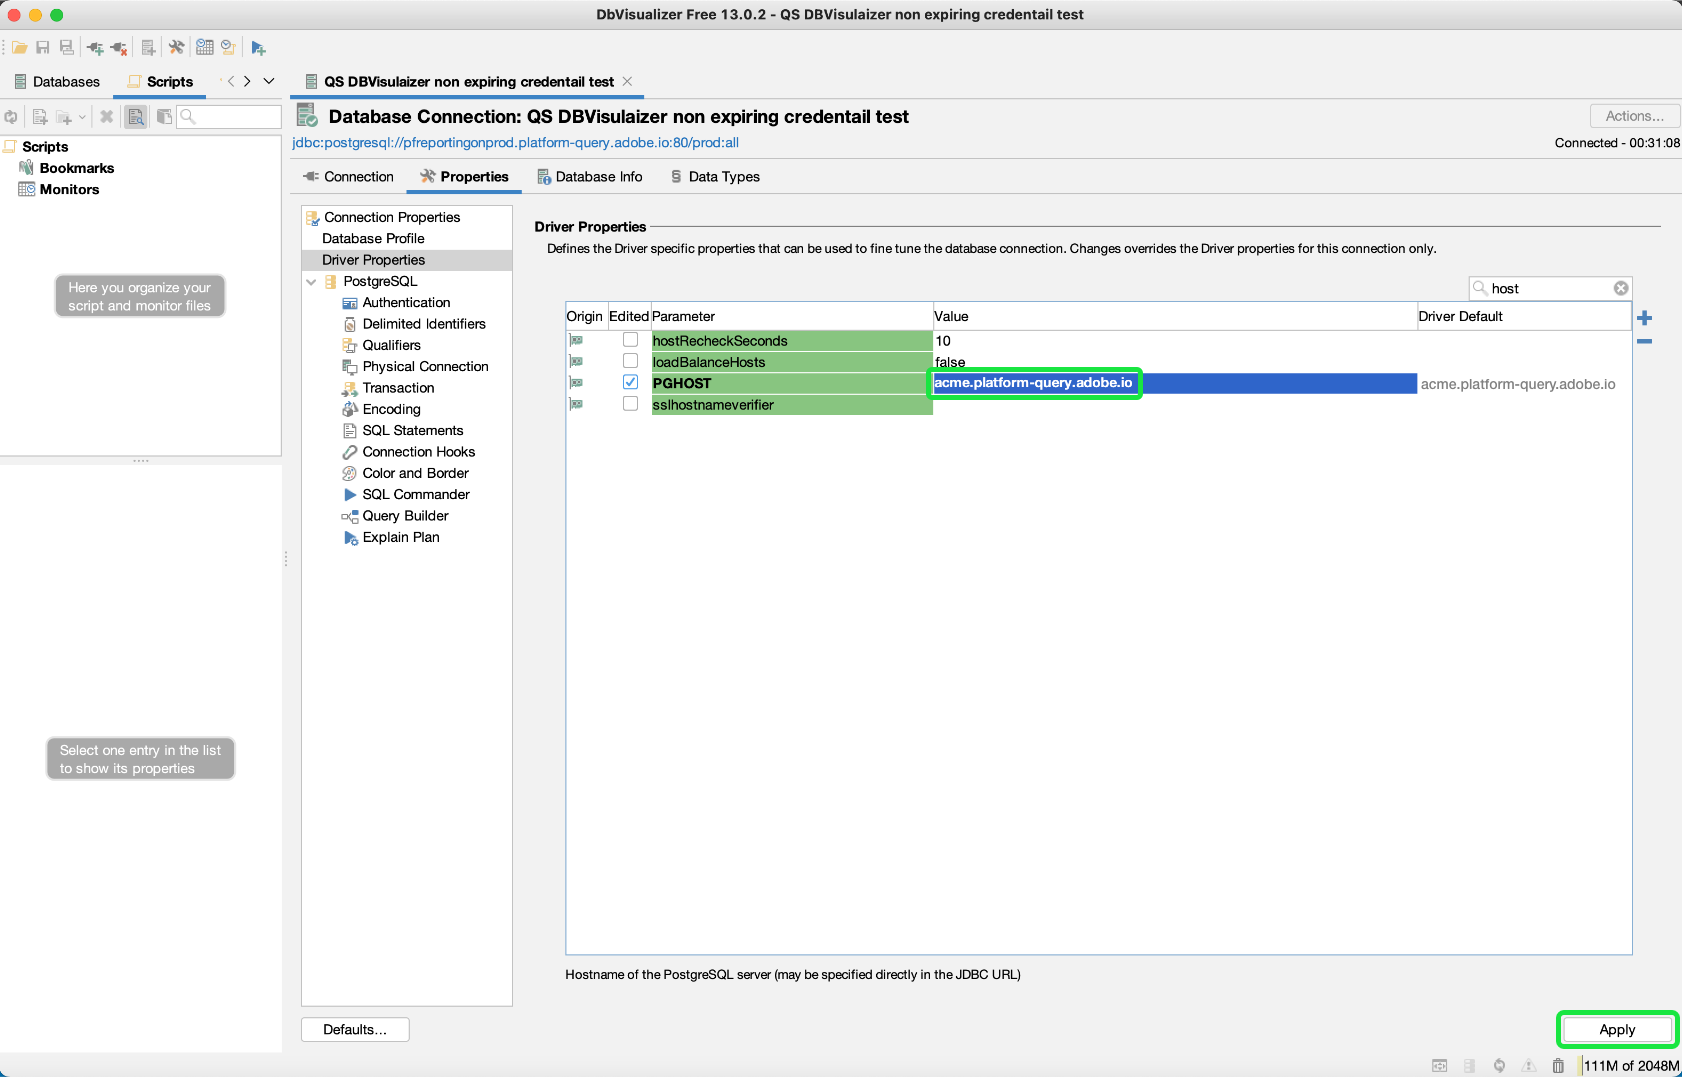 DbVisualizer Free 13.0.2 - QS DBVisulaizer non expiring credentail test
Databases
Scripts
QS DBVisulaizer non expiring credentail test
Database Connection: QS DBVisulaizer non expiring credentail test
Actions...
jdbc:postgresql://pfreportingonprod.platform-query.adobe.io:80/prod:all
Connected - 00:31:08
Scripts
Bookmarks
Monitors
Here you organize your
script and monitor files
Select one entry in the list
to show its properties
Connection
Properties
Database Info
Data Types
Connection Properties
Database Profile
Driver Properties
PostgreSQL
Authentication
Delimited Identifiers
Qualifiers
Physical Connection
Transaction
Encoding
SQL Statements
Connection Hooks
Color and Border
SQL Commander
Query Builder
Explain Plan
Driver Properties
Defines the Driver specific properties that can be used to fine tune the database connection. Changes overrides the Driver properties for this connection only.
host
Origin Edited Parameter Value Driver Default
hostRecheckSeconds 10
loadBalanceHosts false
PGHOST acme.platform-query.adobe.io acme.platform-query.adobe.io
sslhostnameverifier
Hostname of the PostgreSQL server (may be specified directly in the JDBC URL)
Defaults...
Apply
111M of 2048M